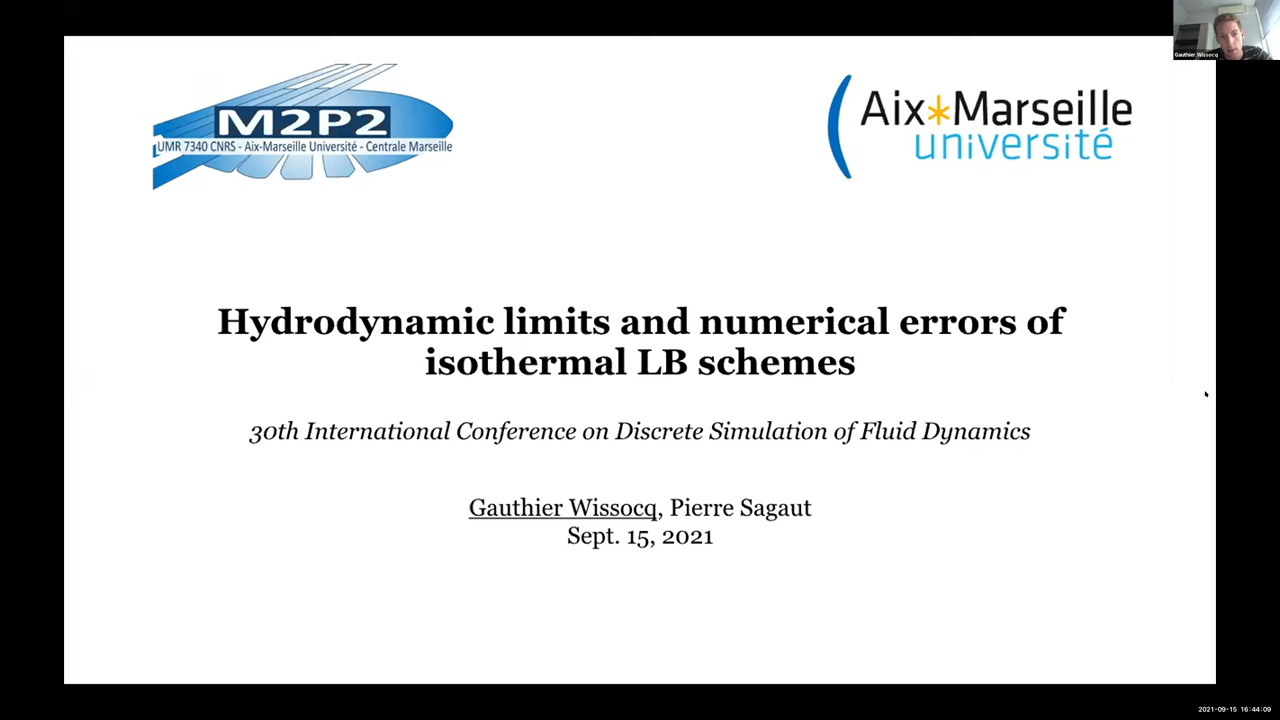 Gauthier Wissocq
M2P2
UMR 7340 CNRS - Aix-Marseille Université - Centrale Marseille
Aix*Marseille
université
Hydrodynamic limits and numerical errors of
isothermal LB schemes
30th International Conference on Discrete Simulation of Fluid Dynamics
Gauthier Wissocq, Pierre Sagaut
Sept. 15, 2021
2021-09-15 16:44:09